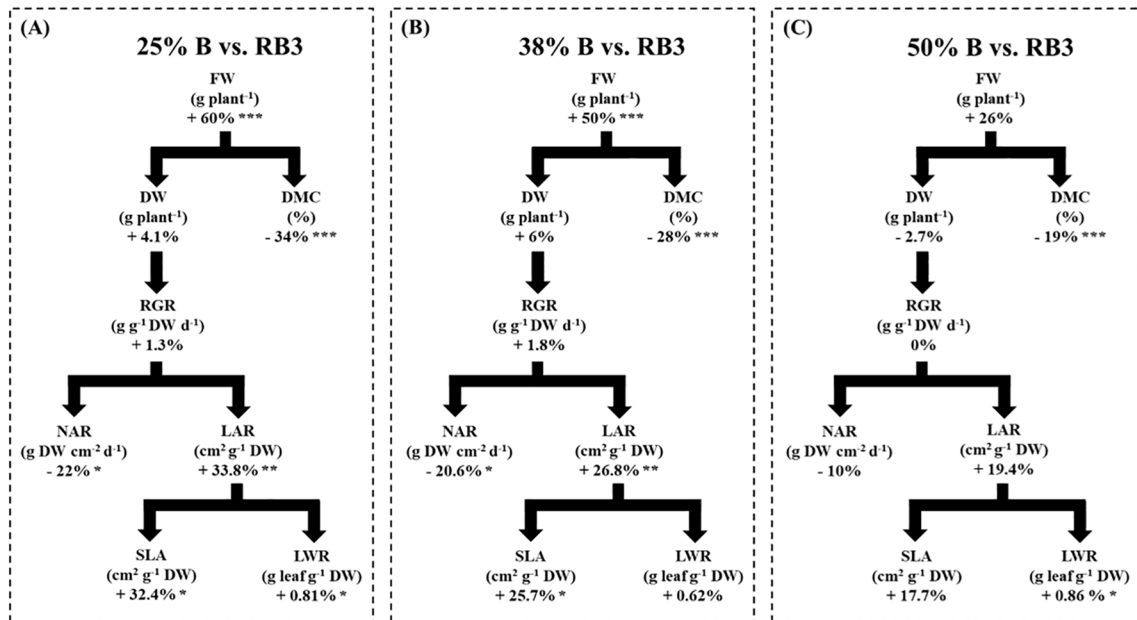 (A)
25% B vs. RB3
FW
(g plant⁻¹)
+ 60% ***
DW
(g plant⁻¹)
+ 4.1%
DMC
(%)
- 34% ***
RGR
(g g⁻¹ DW d⁻¹)
+ 1.3%
NAR
(g DW cm⁻² d⁻¹)
- 22% *
LAR
(cm² g⁻¹ DW)
+ 33.8% **
SLA
(cm² g⁻¹ DW)
+ 32.4% *
LWR
(g leaf g⁻¹ DW)
+ 0.81% *
(B)
38% B vs. RB3
FW
(g plant⁻¹)
+ 50% ***
DW
(g plant⁻¹)
+ 6%
DMC
(%)
- 28% ***
RGR
(g g⁻¹ DW d⁻¹)
+ 1.8%
NAR
(g DW cm⁻² d⁻¹)
- 20.6% *
LAR
(cm² g⁻¹ DW)
+ 26.8% **
SLA
(cm² g⁻¹ DW)
+ 25.7% *
LWR
(g leaf g⁻¹ DW)
+ 0.62%
(C)
50% B vs. RB3
FW
(g plant⁻¹)
+ 26%
DW
(g plant⁻¹)
- 2.7%
DMC
(%)
- 19% ***
RGR
(g g⁻¹ DW d⁻¹)
0%
NAR
(g DW cm⁻² d⁻¹)
- 10%
LAR
(cm² g⁻¹ DW)
+ 19.4%
SLA
(cm² g⁻¹ DW)
+ 17.7%
LWR
(g leaf g⁻¹ DW)
+ 0.86 % *